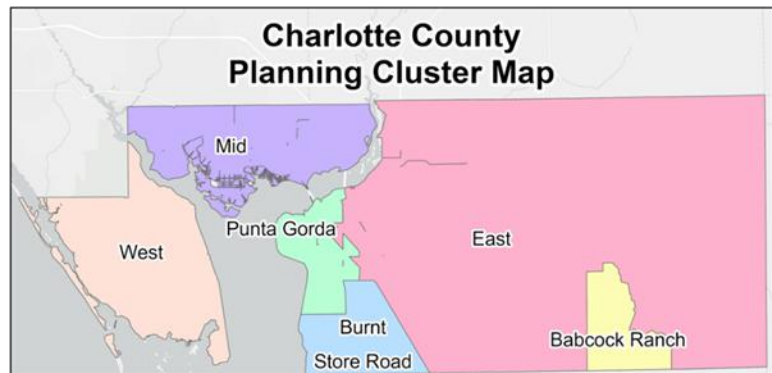 Charlotte County
Planning Cluster Map
Mid
Punta Gorda
West
East
Burnt
Store Road
Babcock Ranch